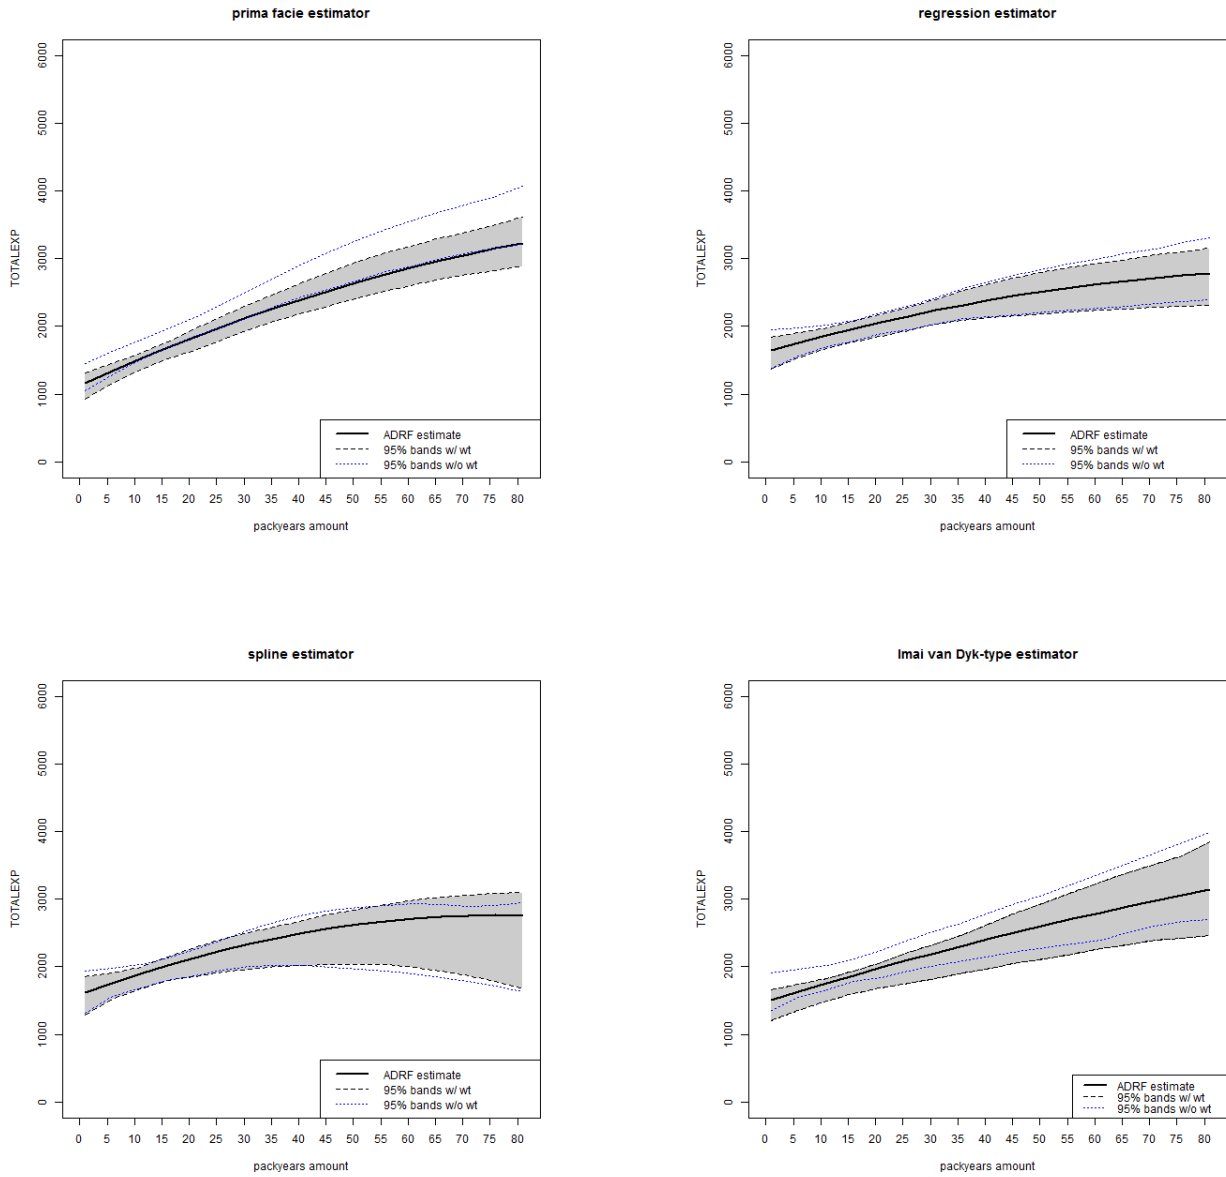 prima facie estimator
TOTALEXP
6000
5000
4000
3000
2000
1000
0
ADRF estimate
95% bands w/ wt
95% bands w/o wt
0 5 10 15 20 25 30 35 40 45 50 55 60 65 70 75 80
packyears amount
regression estimator
TOTALEXP
6000
5000
4000
3000
2000
1000
0
ADRF estimate
95% bands w/ wt
95% bands w/o wt
0 5 10 15 20 25 30 35 40 45 50 55 60 65 70 75 80
packyears amount
spline estimator
TOTALEXP
6000
5000
4000
3000
2000
1000
0
ADRF estimate
95% bands w/ wt
95% bands w/o wt
0 5 10 15 20 25 30 35 40 45 50 55 60 65 70 75 80
packyears amount
Imai van Dyk-type estimator
TOTALEXP
6000
5000
4000
3000
2000
1000
0
ADRF estimate
95% bands w/ wt
95% bands w/o wt
0 5 10 15 20 25 30 35 40 45 50 55 60 65 70 75 80
packyears amount